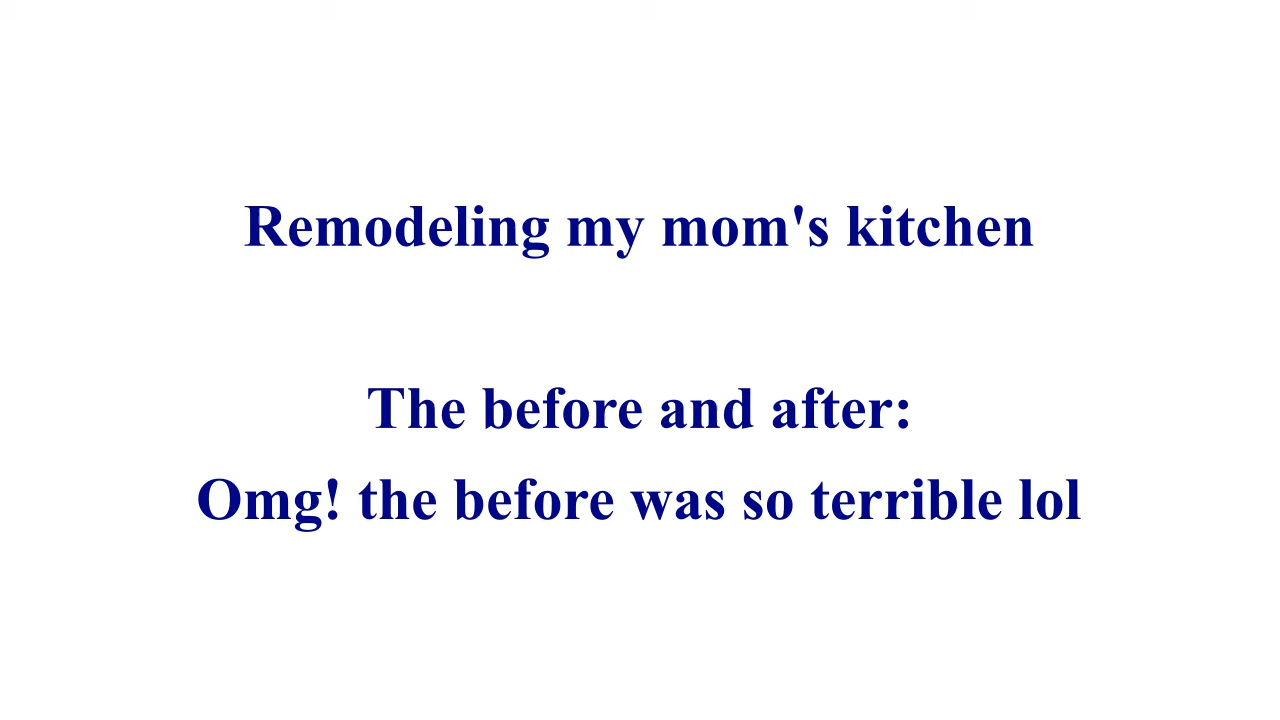 Remodeling my mom's kitchen
The before and after:
Omg! the before was so terrible lol